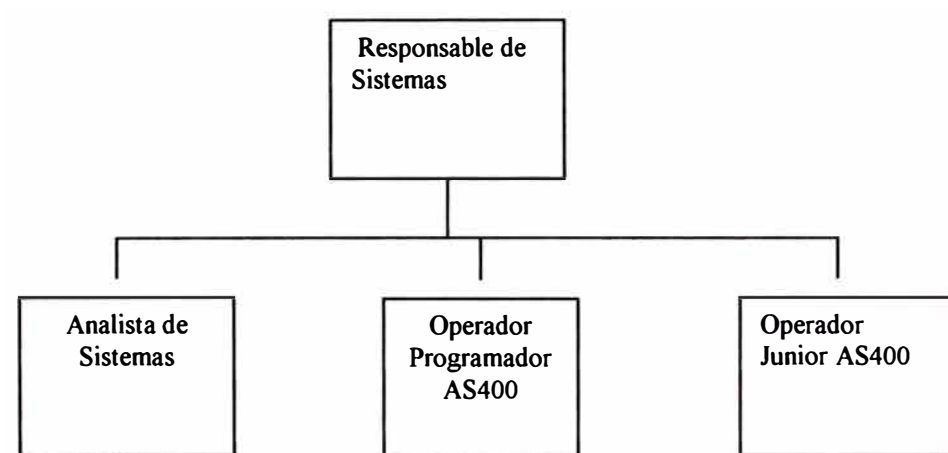 Responsable de
Sistemas
Analista de
Sistemas
Operador
Programador
AS400
Operador
Junior AS400